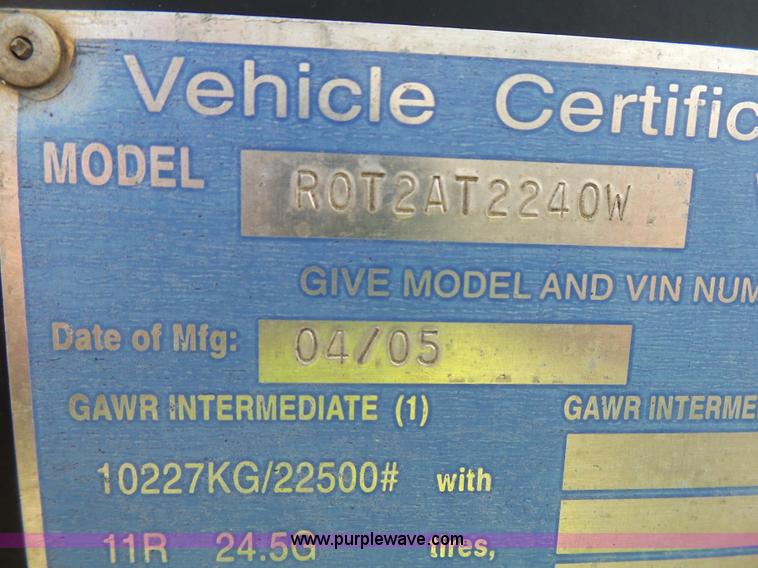 Vehicle Certific
MODEL R0T2AT2240W
GIVE MODEL AND VIN NUM
Date of Mfg: 04/05
GAWR INTERMEDIATE (1) GAWR INTERME
10227KG/22500# with
11R 24.5G tires,
www.purplewave.com